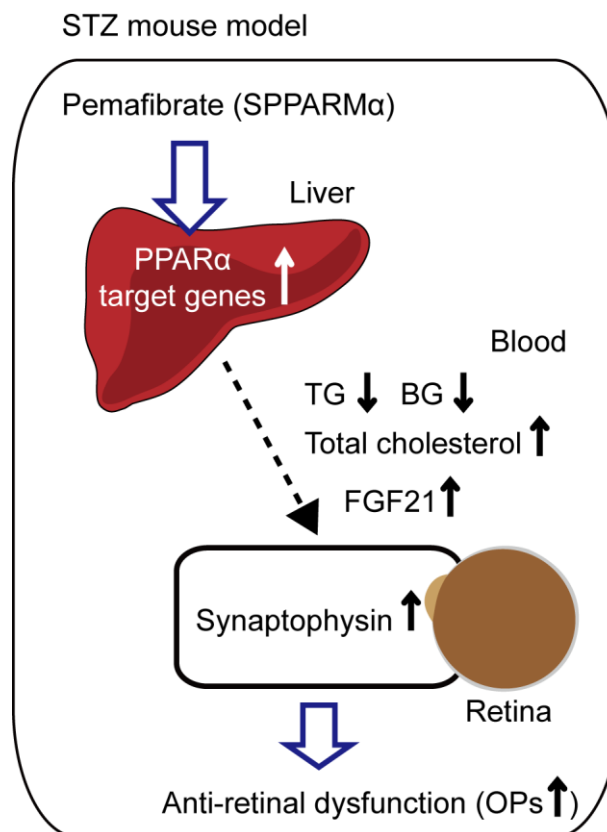 STZ mouse model
Pemafibrate (SPPARMα)
Liver
PPARα
target genes
Blood
TG BG
Total cholesterol
FGF21
Synaptophysin
Retina
Anti-retinal dysfunction (OPs )